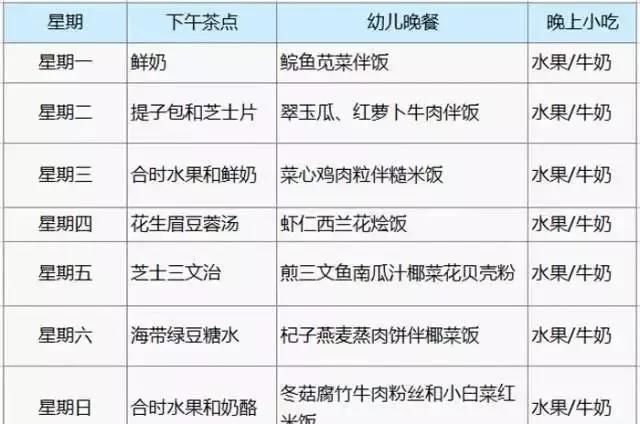 星期 下午茶点 幼儿晚餐 晚上小吃
星期一 鲜奶 鲩鱼苋菜伴饭 水果/牛奶
星期二 提子包和芝士片 翠玉瓜、红萝卜牛肉伴饭 水果/牛奶
星期三 合时水果和鲜奶 菜心鸡肉粒伴糙米饭 水果/牛奶
星期四 花生眉豆蓉汤 虾仁西兰花烩饭 水果/牛奶
星期五 芝士三文治 煎三文鱼南瓜汁椰菜花贝壳粉 水果/牛奶
星期六 海带绿豆糖水 杞子燕麦蒸肉饼伴椰菜饭 水果/牛奶
星期日 合时水果和奶酪 冬菇腐竹牛肉粉丝和小白菜红 水果/牛奶
米饭